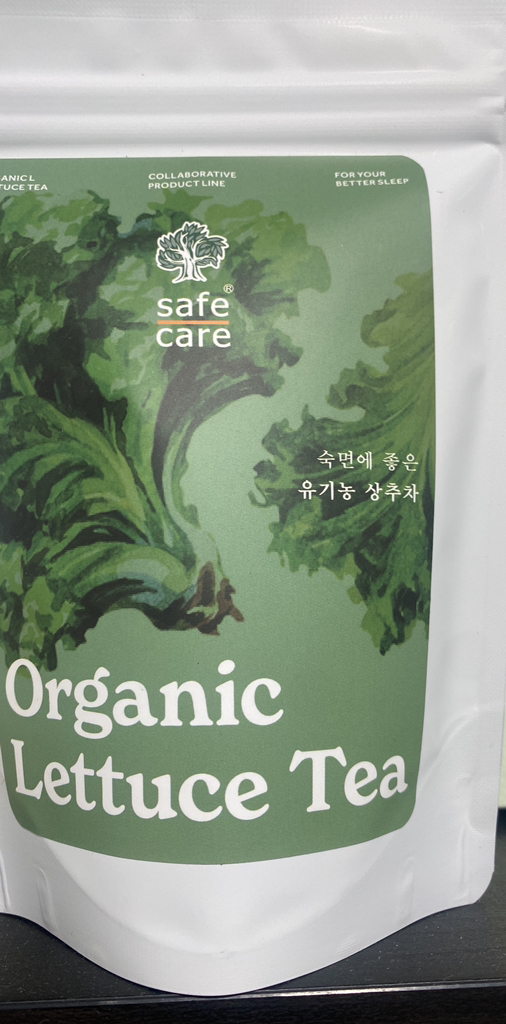 COLLABORATIVE
PRODUCT LINE
FOR YOUR
BETTER SLEEP
TEA
safe®
care
숙면에 좋은
유기농 상추차
Organic
Lettuce Tea